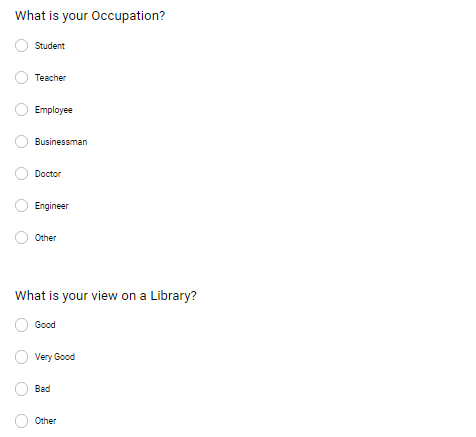 What is your Occupation?
Student
Teacher
Employee
Businessman
Doctor
Engineer
Other
What is your view on a Library?
Good
Very Good
Bad
Other